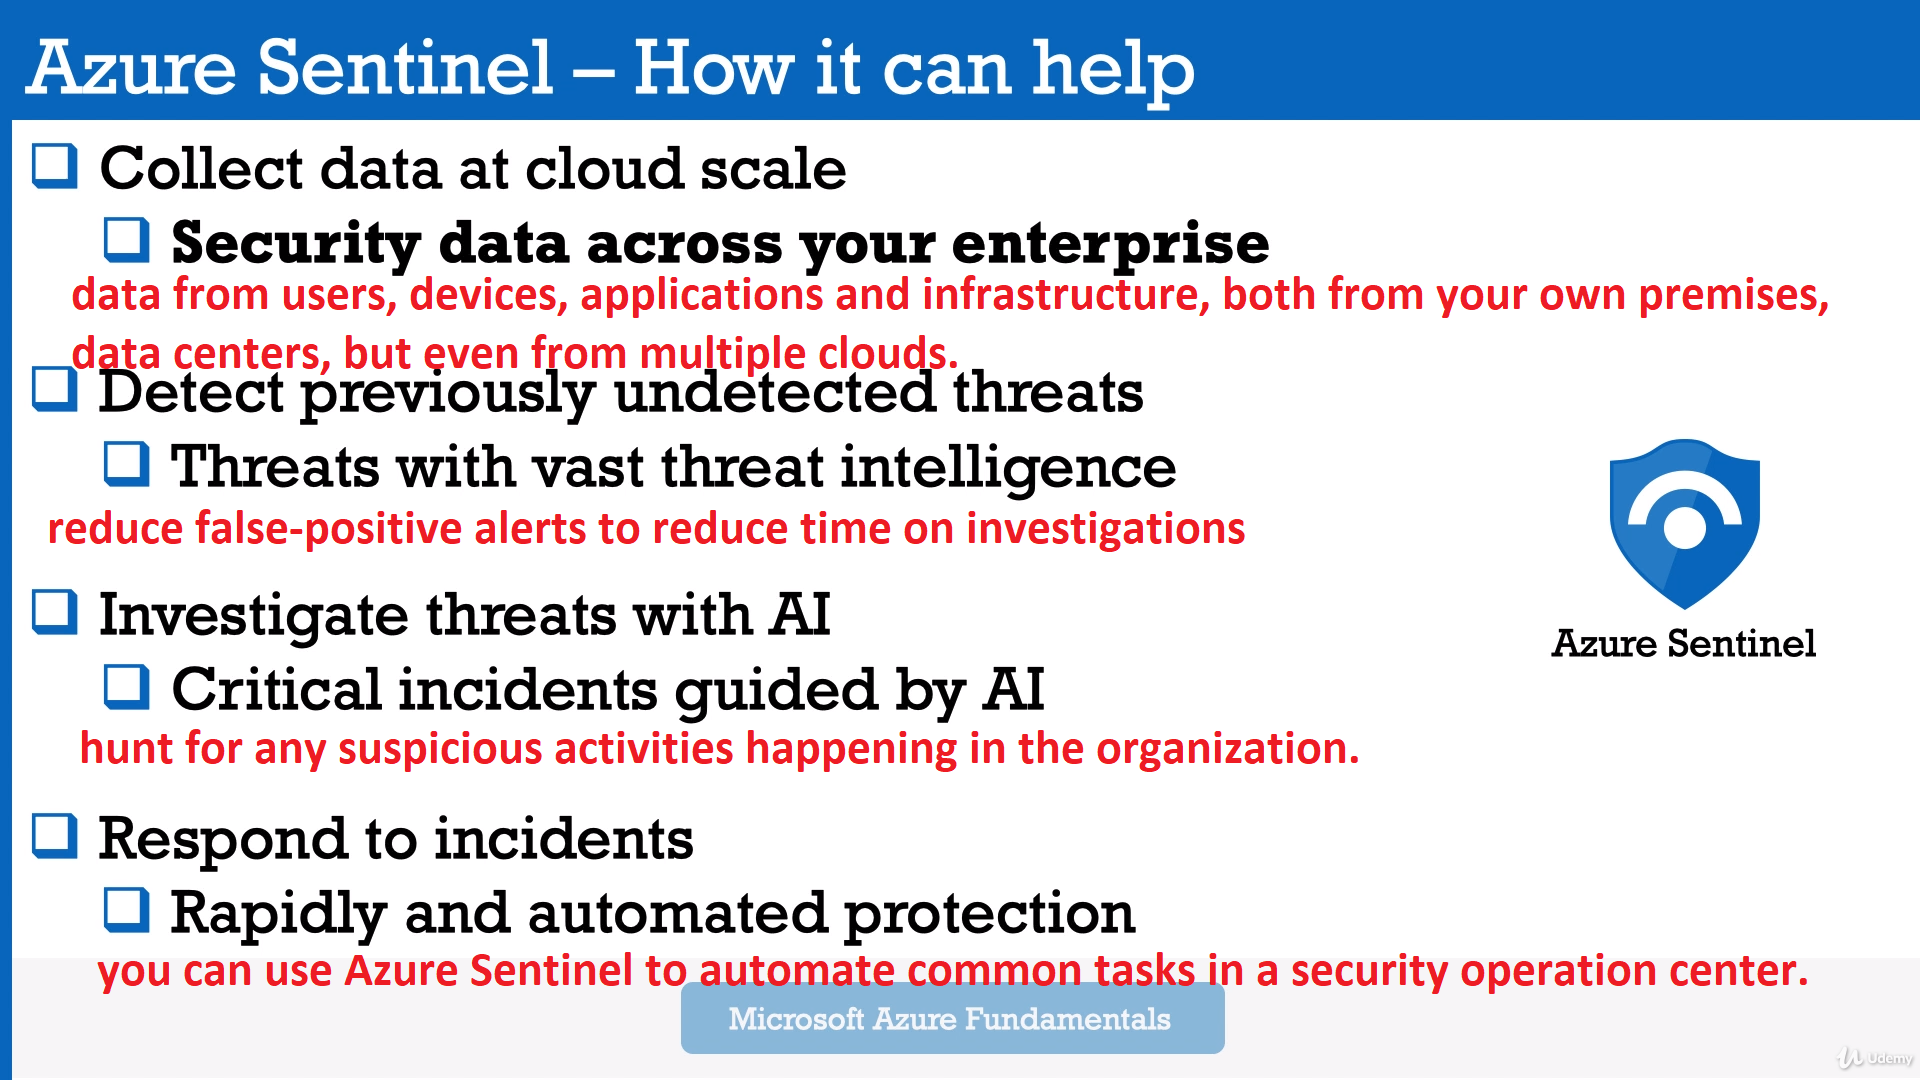 Azure Sentinel – How it can help
Collect data at cloud scale
Security data across your enterprise
data from users, devices, applications and infrastructure, both from your own premises,
data centers, but even from multiple clouds.
Detect previously undetected threats
Threats with vast threat intelligence
reduce false-positive alerts to reduce time on investigations
Investigate threats with AI
Critical incidents guided by AI
hunt for any suspicious activities happening in the organization.
Azure Sentinel
Respond to incidents
Rapidly and automated protection
you can use Azure Sentinel to automate common tasks in a security operation center.
Microsoft Azure Fundamentals
Udemy